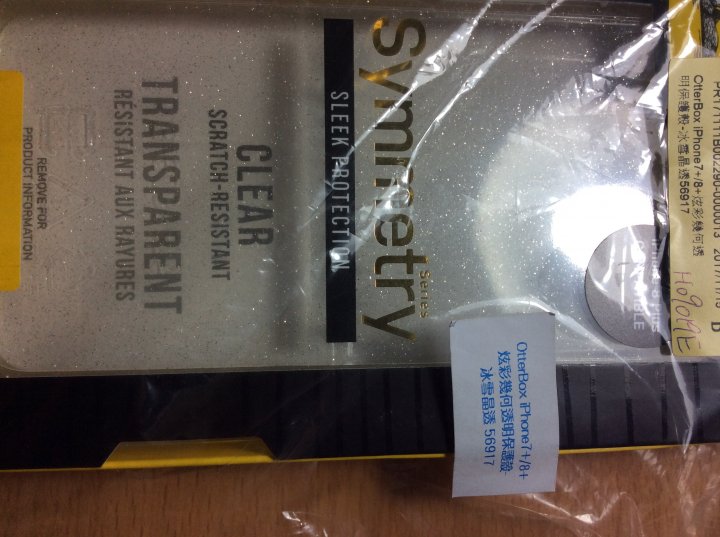 Symmetry
Series
SLEEK PROTECTION
CLEAR
SCRATCH-RESISTANT
TRANSPARENT
RÉSISTANT AUX RAYURES
REMOVE FOR
PRODUCT INFORMATION
OtterBox iPhone7+/8+炫彩幾何透
明保護殼-冰雪晶透56917
H0909E
OtterBox iPhone7+/8+
炫彩幾何透明保護殼-
冰雪晶透 56917